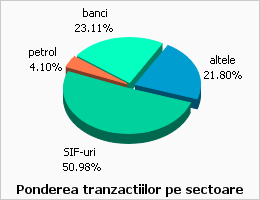 banci
23.11%
petrol
4.10%
altele
21.80%
SIF-uri
50.98%
Ponderea tranzactiilor pe sectoare